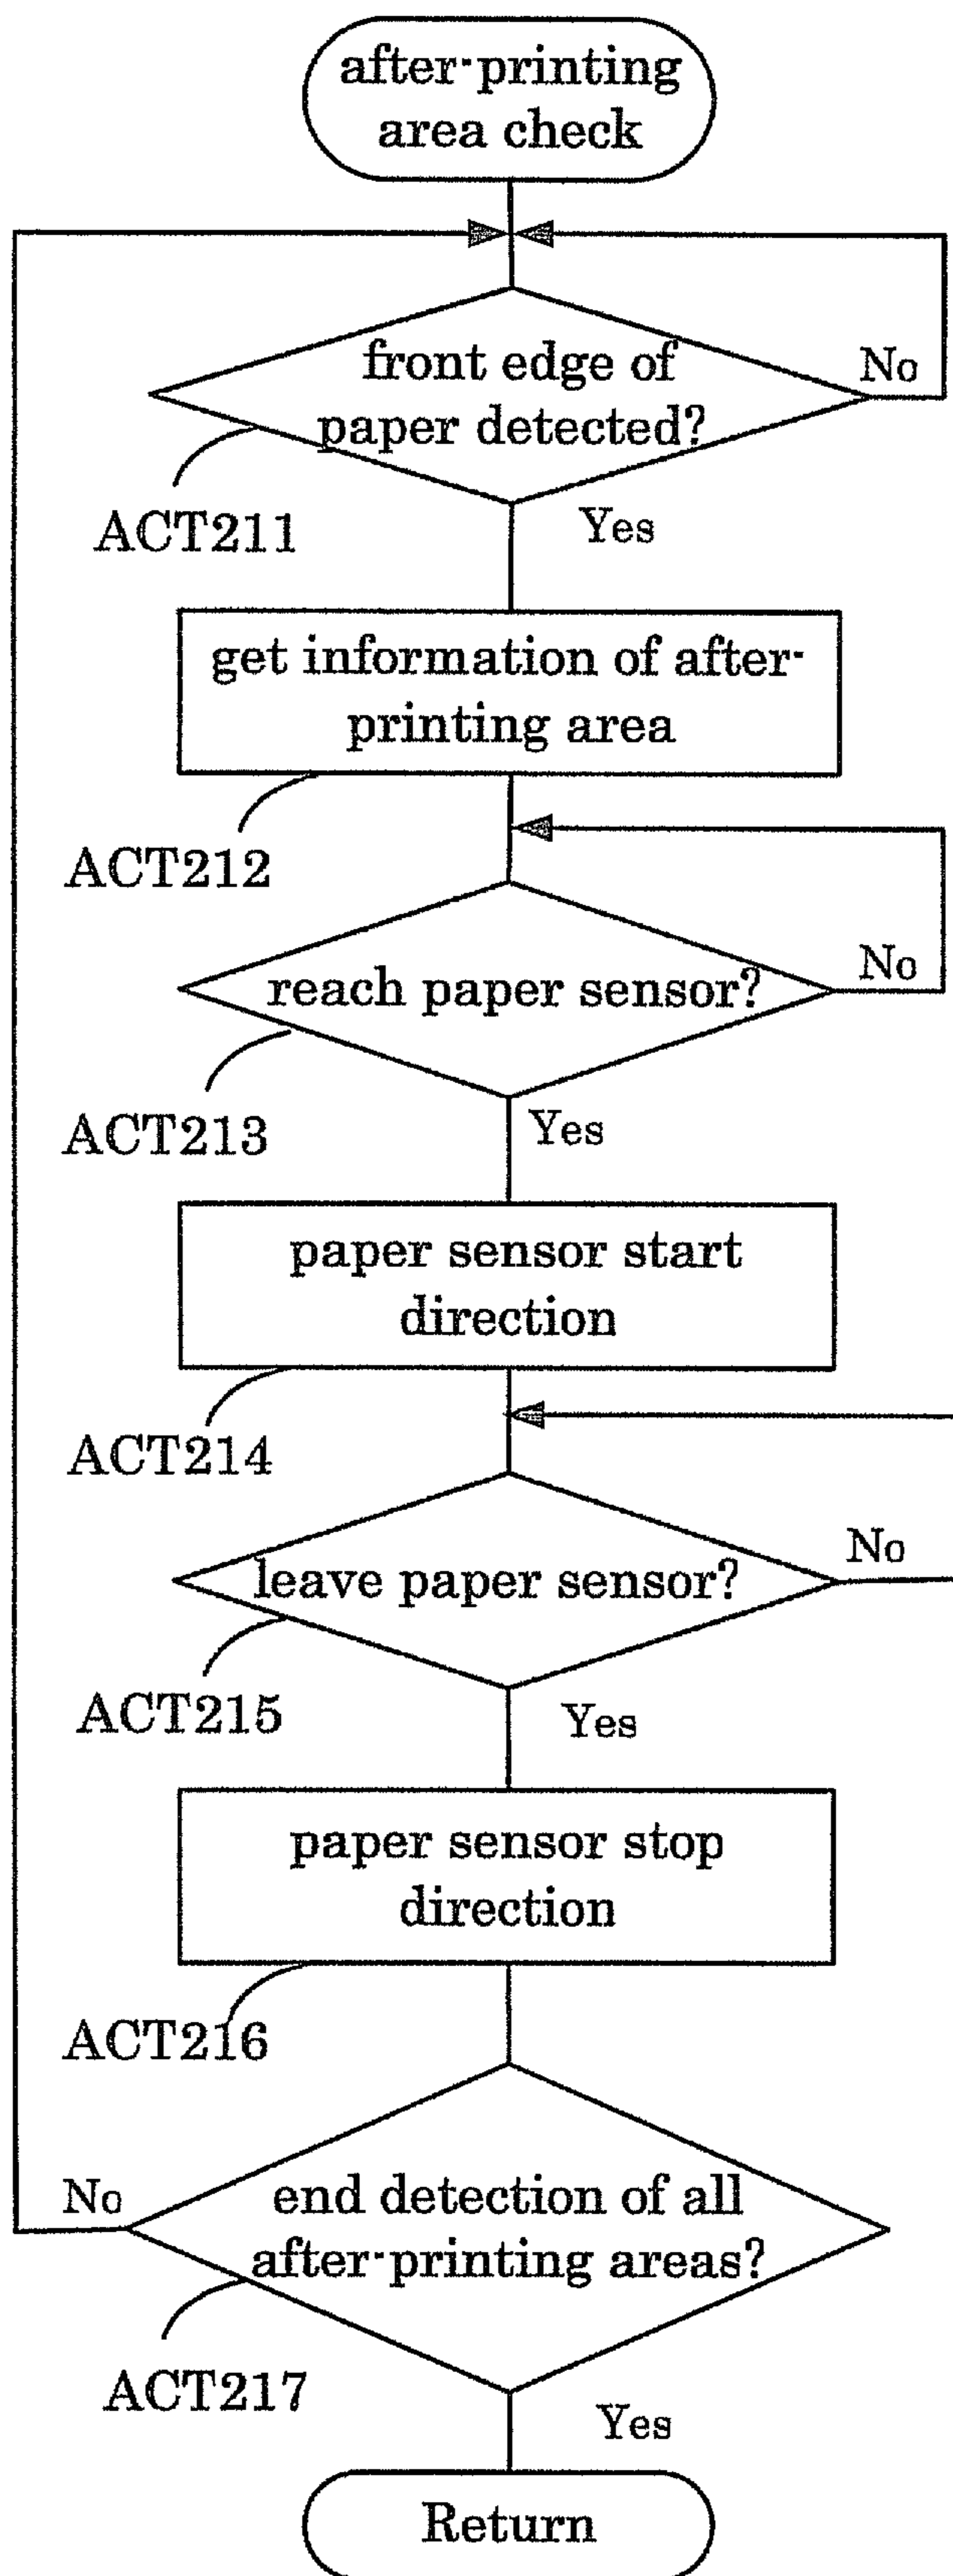 after-printing
area check
front edge of
paper detected?
No
ACT211
Yes
get information of after-
printing area
ACT212
reach paper sensor?
No
ACT213
Yes
paper sensor start
direction
ACT214
leave paper sensor?
No
ACT215
Yes
paper sensor stop
direction
ACT216
No
end detection of all
after-printing areas?
ACT217
Yes
Return